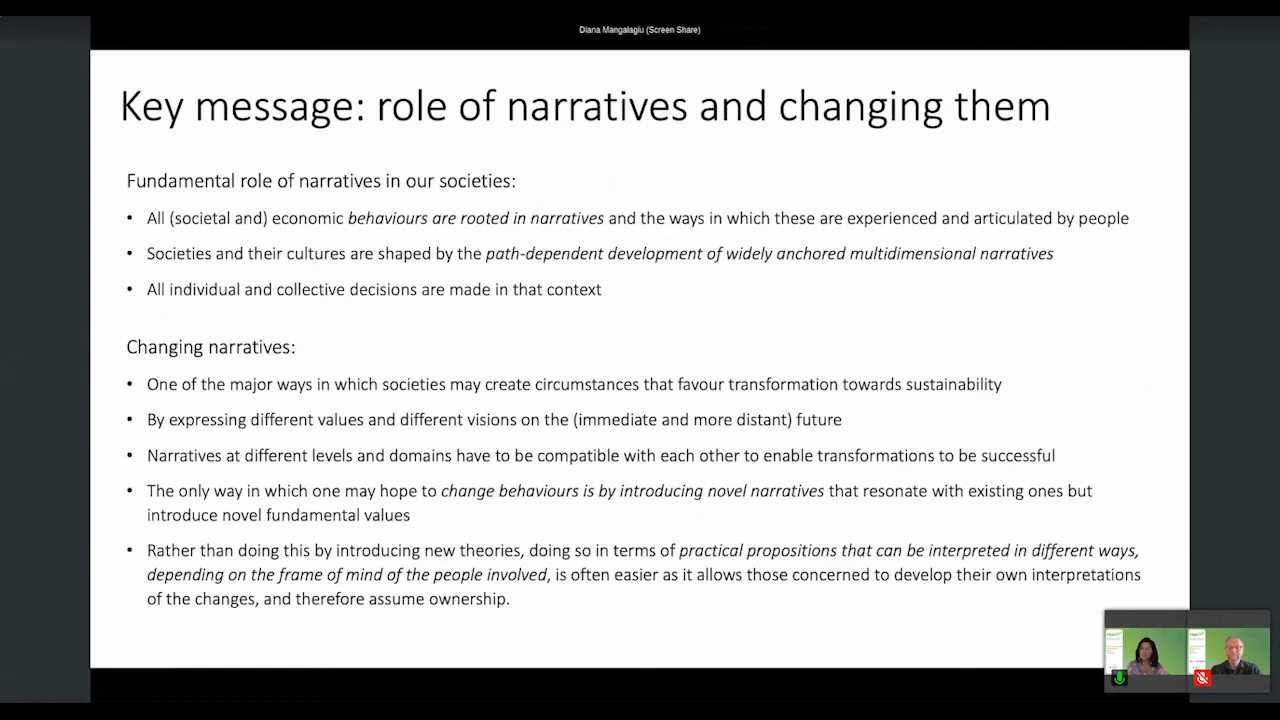 Diana Mangalagiu (Screen Share)
Key message: role of narratives and changing them
Fundamental role of narratives in our societies:
• All (societal and) economic behaviours are rooted in narratives and the ways in which these are experienced and articulated by people
• Societies and their cultures are shaped by the path-dependent development of widely anchored multidimensional narratives
• All individual and collective decisions are made in that context
Changing narratives:
• One of the major ways in which societies may create circumstances that favour transformation towards sustainability
• By expressing different values and different visions on the (immediate and more distant) future
• Narratives at different levels and domains have to be compatible with each other to enable transformations to be successful
• The only way in which one may hope to change behaviours is by introducing novel narratives that resonate with existing ones but
introduce novel fundamental values
• Rather than doing this by introducing new theories, doing so in terms of practical propositions that can be interpreted in different ways,
depending on the frame of mind of the people involved, is often easier as it allows those concerned to develop their own interpretations
of the changes, and therefore assume ownership.